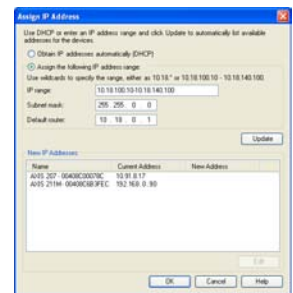 Assign IP Address
Use DHCP or enter an IP address range and click Update to automatically list available
addresses for the devices.
Obtain IP addresses automatically (DHCP)
Assign the following IP address range:
Use wildcards to specify the range, either as 10.18.* or 10.18.100.10 - 10.18.140.100.
IP range: 10.18.100.10-10.18.140.100
Subnet mask: 255 . 255 . 0 . 0
Default router: 10 . 18 . 0 . 1
Update
New IP Addresses:
Name Current Address New Address
AXIS 207 - 00408C00078C 10.91.8.17
AXIS 211M - 00408C6B3FEC 192.168.0.90
Edit
OK Cancel Help